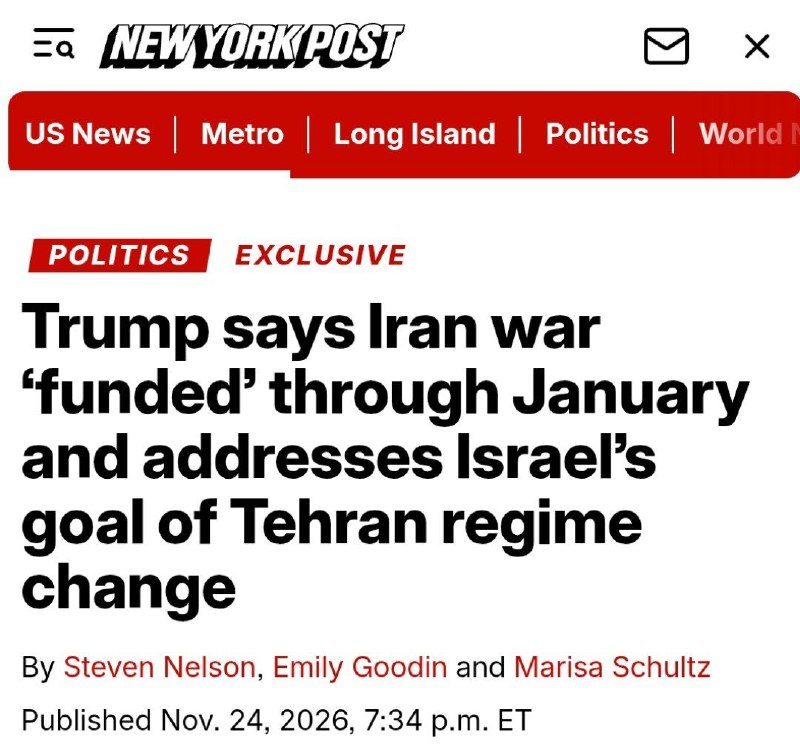 NEW YORK POST
US News | Metro | Long Island | Politics | World N
POLITICS EXCLUSIVE
Trump says Iran war
‘funded’ through January
and addresses Israel’s
goal of Tehran regime
change
By Steven Nelson, Emily Goodin and Marisa Schultz
Published Nov. 24, 2026, 7:34 p.m. ET